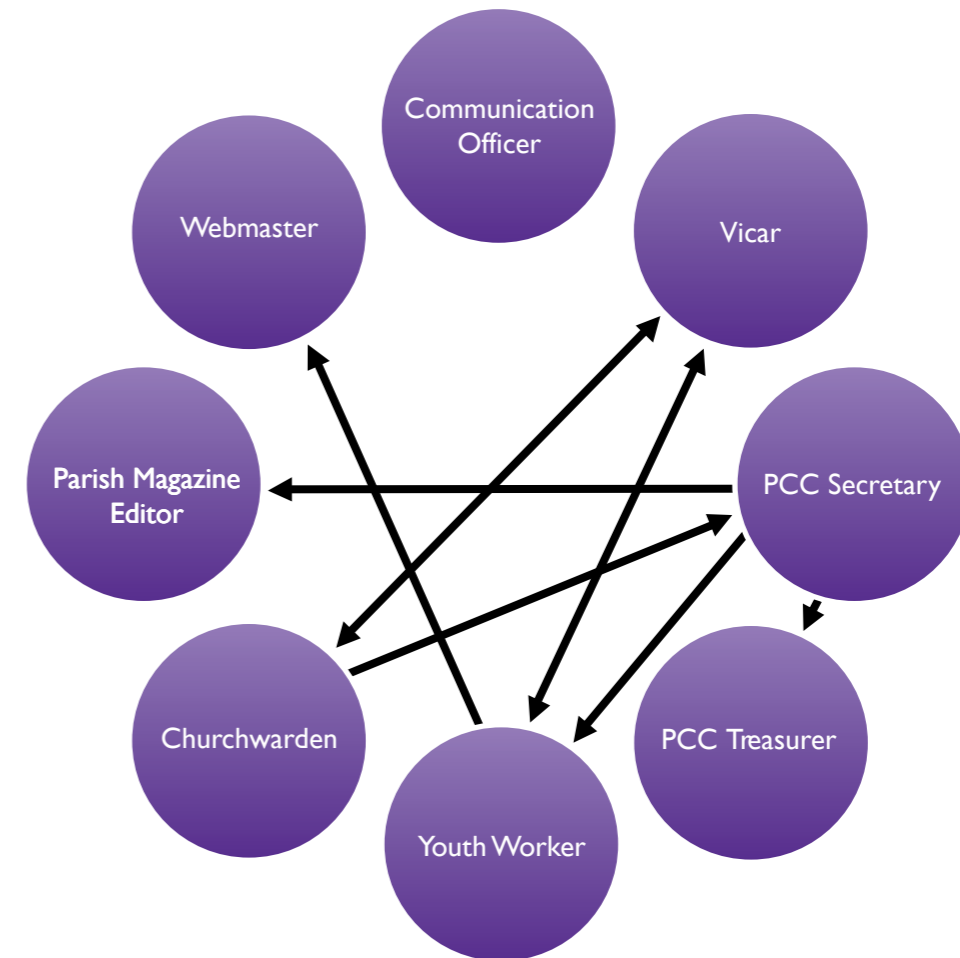 Communication
Officer
Webmaster
Vicar
Parish Magazine
Editor
PCC Secretary
Churchwarden
PCC Treasurer
Youth Worker